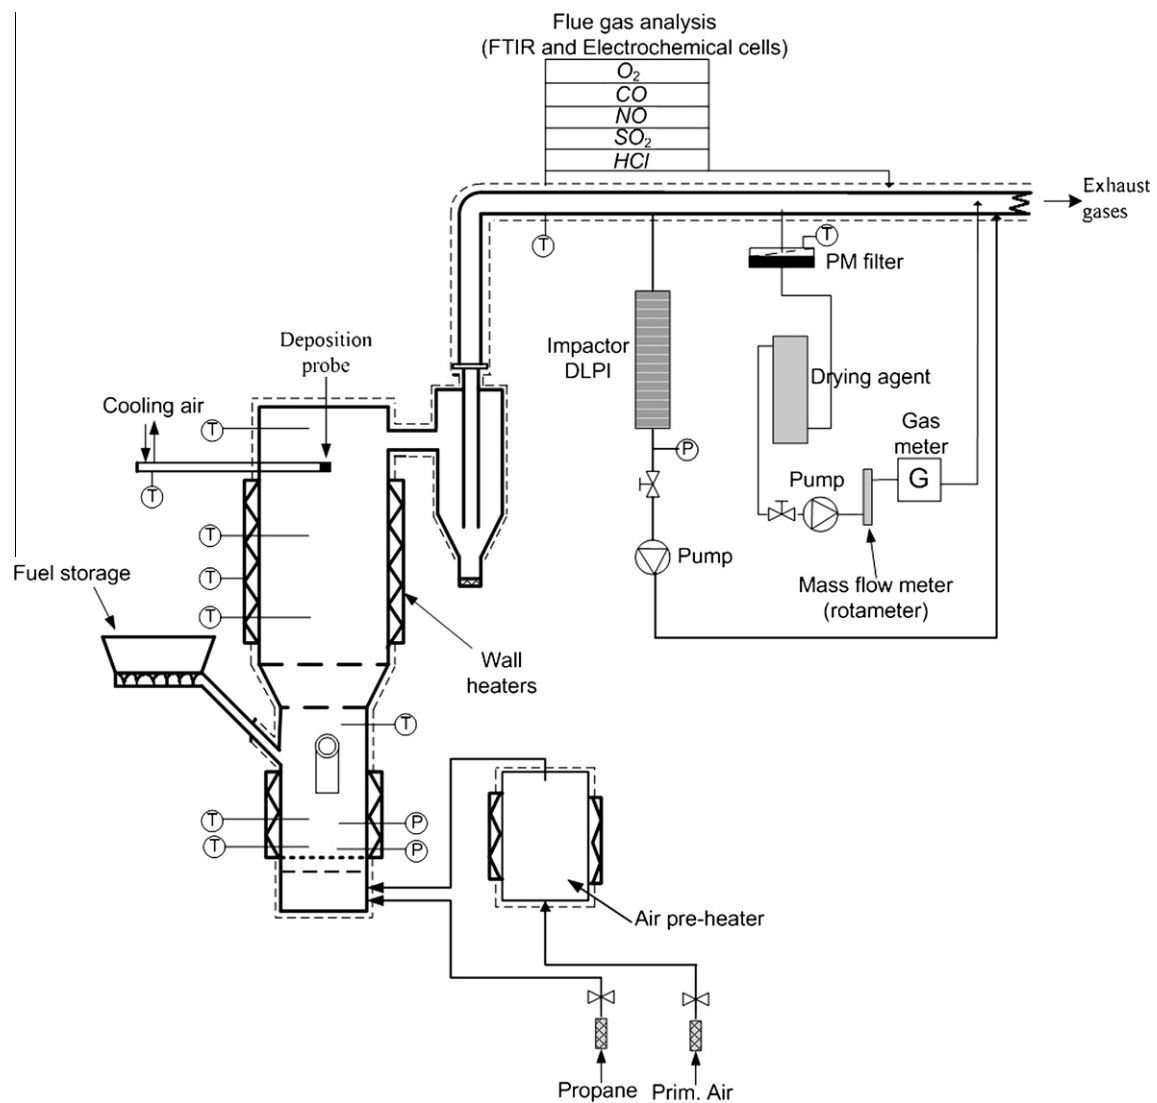 Flue gas analysis
(FTIR and Electrochemical cells)
O₂
CO
NO
SO₂
HCl
Exhaust
gases
T
T
PM filter
Deposition
probe
Impactor
DLPI
Drying agent
Cooling air
T
Gas
meter
P
G
T
Pump
T
Pump
T
Fuel storage
Mass flow meter
(rotameter)
T
Wall
heaters
T
T
P
T
P
Air pre-heater
Propane
Prim. Air